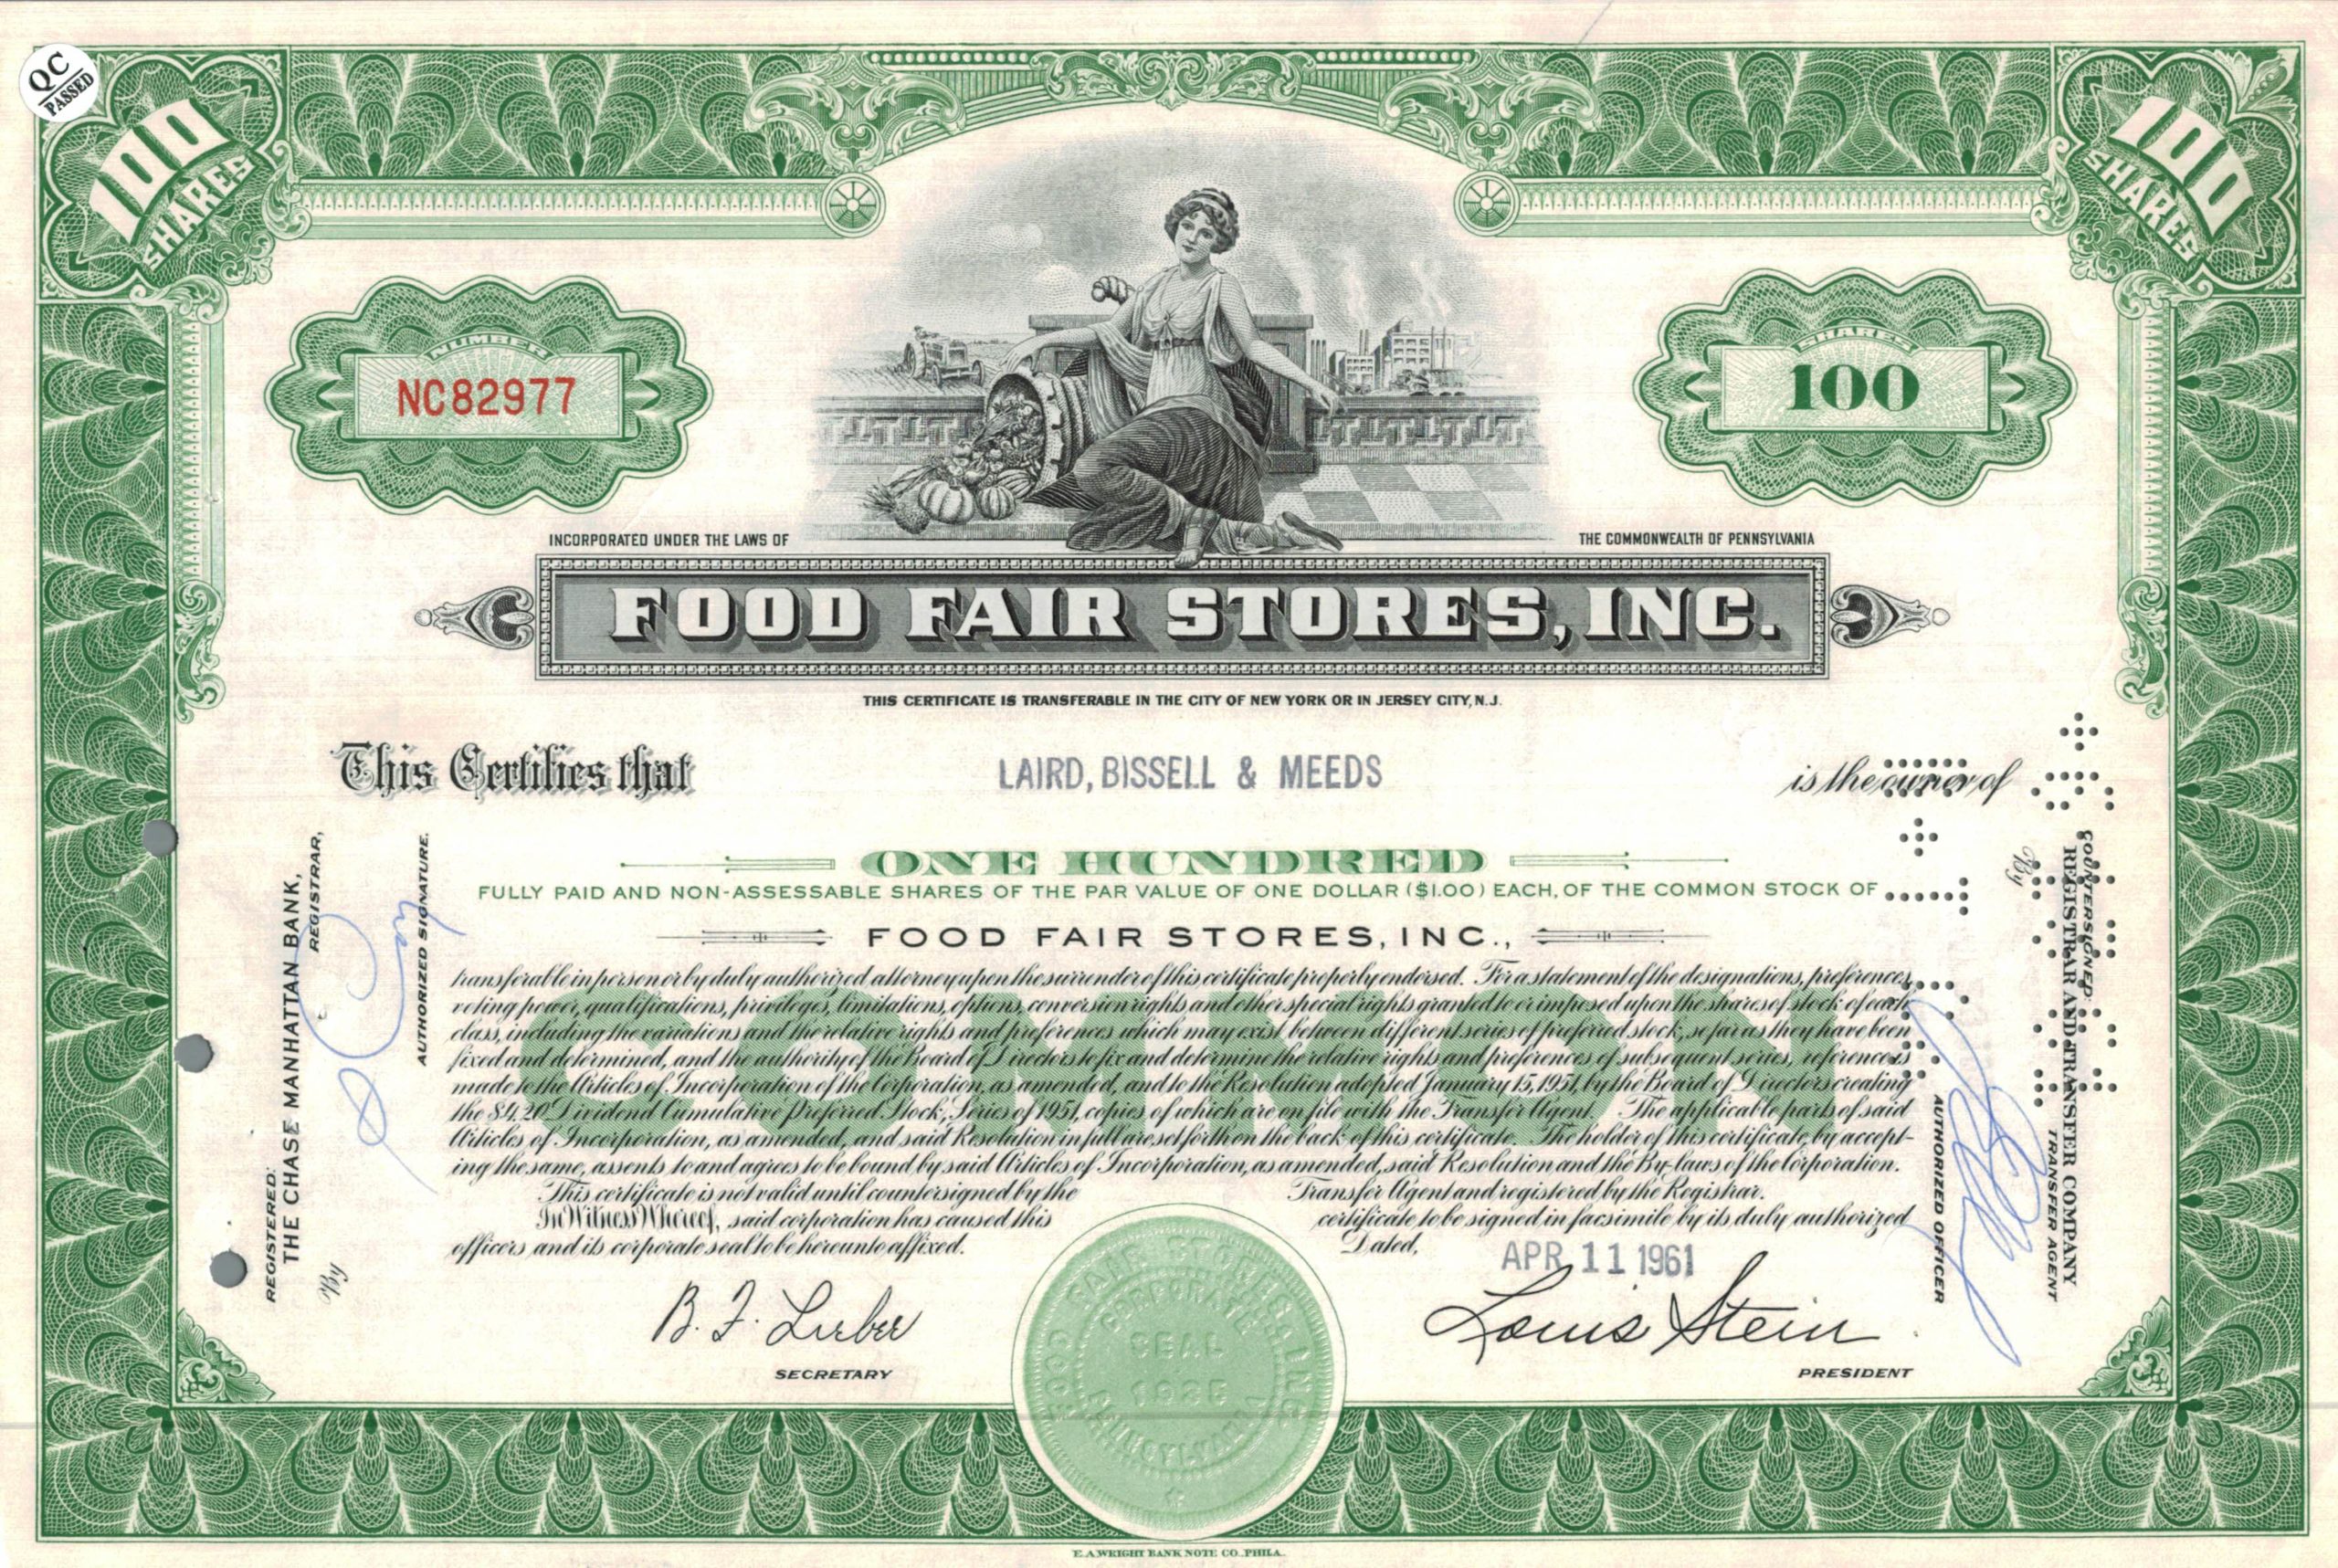 QC
PASSED
100
SHARES
100
SHARES
NUMBER
NC82977
SHARES
100
INCORPORATED UNDER THE LAWS OF
THE COMMONWEALTH OF PENNSYLVANIA
FOOD FAIR STORES, INC.
THIS CERTIFICATE IS TRANSFERABLE IN THE CITY OF NEW YORK OR IN JERSEY CITY, N.J.
This Certifies that LAIRD, BISSELL & MEEDS is the owner of
ONE HUNDRED
FULLY PAID AND NON-ASSESSABLE SHARES OF THE PAR VALUE OF ONE DOLLAR ($1.00) EACH, OF THE COMMON STOCK OF
FOOD FAIR STORES, INC.,
COMMON
transferable in person or by duly authorized attorney upon the surrender of this certificate properly endorsed. For a statement of the designations, preferences,
voting power, qualifications, privileges, limitations, options, conversion rights and other special rights granted to or imposed upon the shares of stock of each
class, including the variations and the relative rights and preferences which may exist between different series of preferred stock, so far as they have been
fixed and determined, and the authority of the Board of Directors to fix and determine the relative rights and preferences of subsequent series, reference is
made to the Articles of Incorporation of the Corporation, as amended, and to the Resolution adopted January 15, 1951, by the Board of Directors creating
the $4.20 Dividend Cumulative Preferred Stock, Series of 1951, copies of which are on file with the Transfer Agent. The applicable parts of said
Articles of Incorporation, as amended, and said Resolution in full are set forth on the back of this certificate. The holder of this certificate, by accept-
ing the same, assents to and agrees to be bound by said Articles of Incorporation, as amended, said Resolution and the By-laws of the Corporation.
This certificate is not valid until countersigned by the Transfer Agent and registered by the Registrar.
In Witness Whereof, said corporation has caused this certificate to be signed in facsimile by its duly authorized
officers and its corporate seal to be hereunto affixed. Dated, APR 11 1961
B. F. Lieber
SECRETARY
Louis Stein
PRESIDENT
FOOD FAIR STORES, INC.
CORPORATE
SEAL
1935
PENNSYLVANIA
REGISTERED:
THE CHASE MANHATTAN BANK,
REGISTRAR,
By
AUTHORIZED SIGNATURE.
COUNTERSIGNED:
REGISTRAR AND TRANSFER COMPANY
TRANSFER AGENT
By
AUTHORIZED OFFICER
E. A. WRIGHT BANK NOTE CO. PHILA.